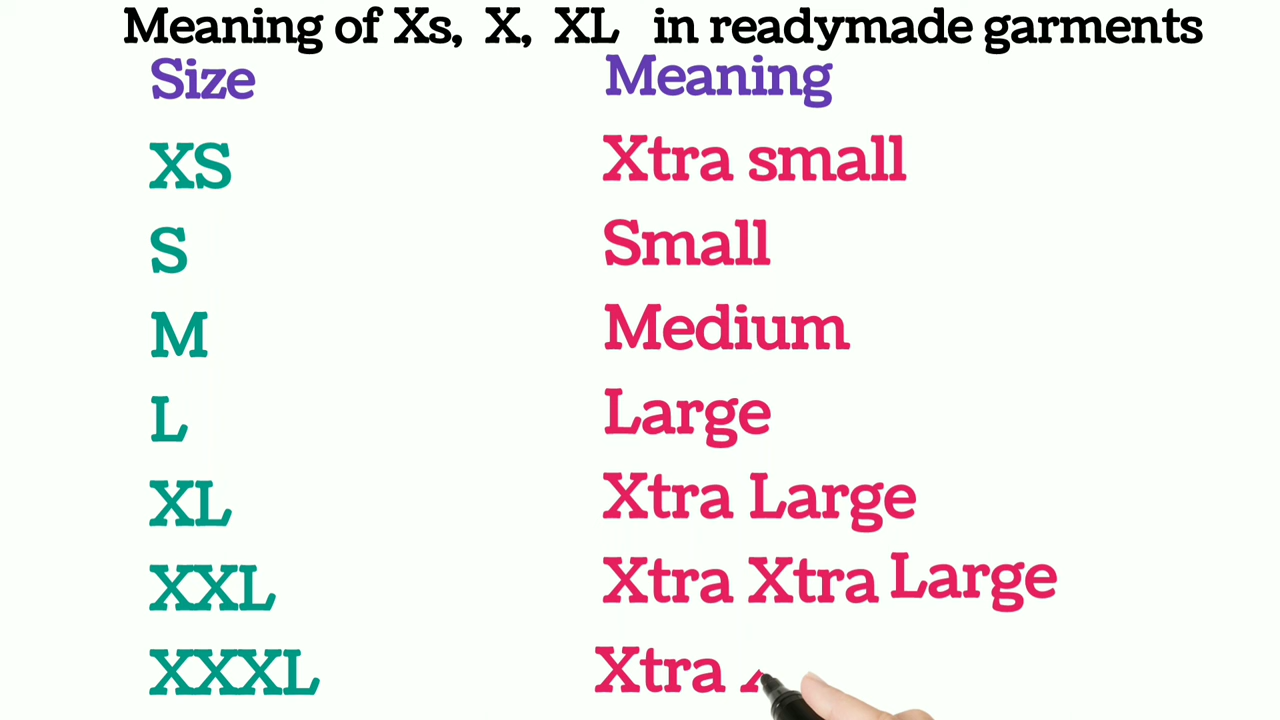 Meaning of Xs, X, XL in readymade garments
Size Meaning
XS Xtra small
S Small
M Medium
L Large
XL Xtra Large
XXL Xtra Xtra Large
XXXL Xtra